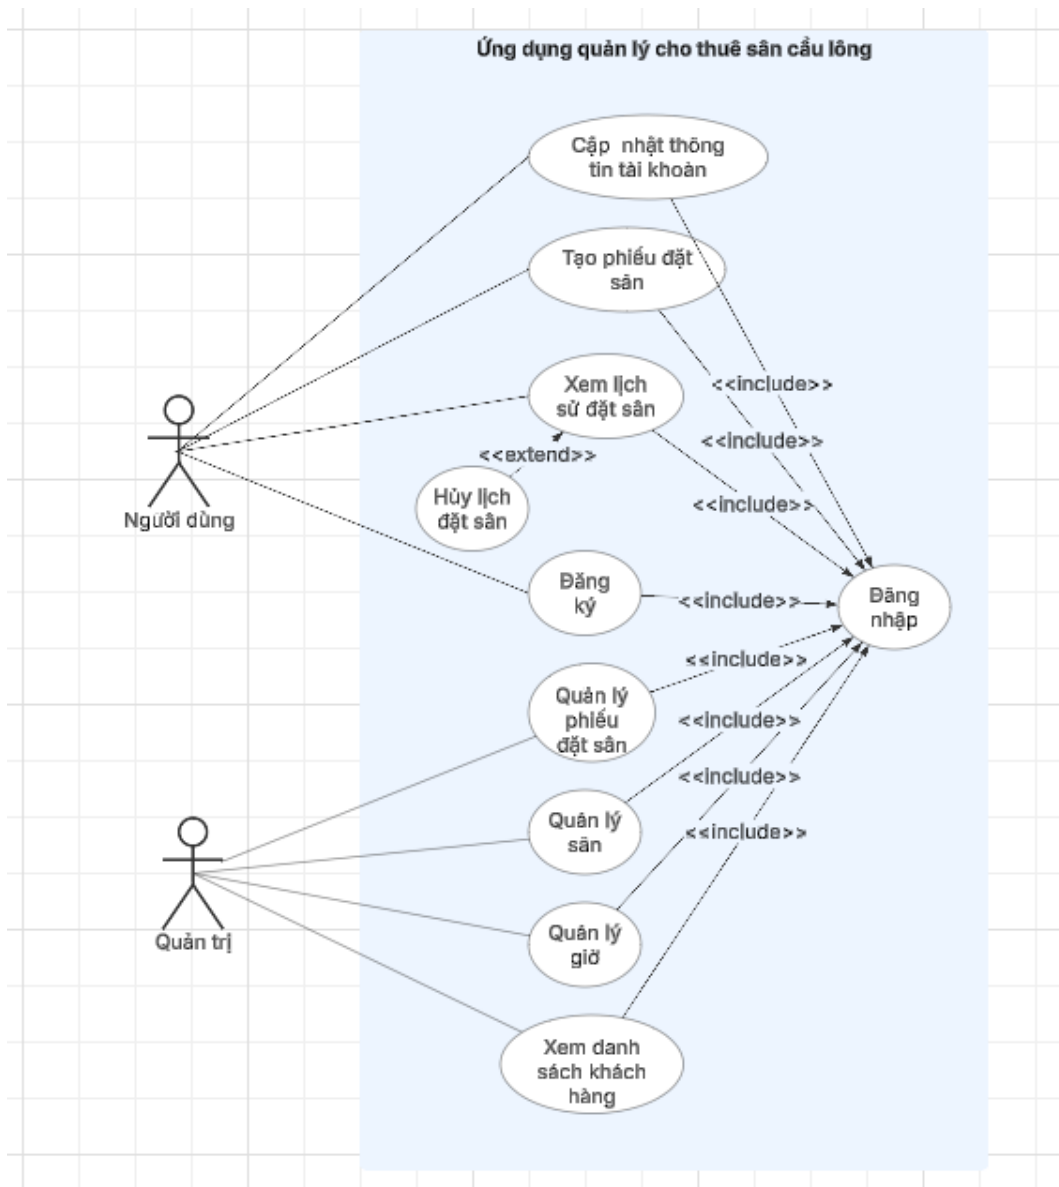 Ứng dụng quản lý cho thuê sân cầu lông
Cập nhật thông
tin tài khoản
Tạo phiếu đặt
sân
<<include>>
Xem lịch
sử đặt sân
<<include>>
<<extend>>
Hủy lịch
đặt sân
<<include>>
Người dùng
Đăng
ký
<<include>>
Đăng
nhập
<<include>>
Quản lý
phiếu
đặt sân
<<include>>
<<include>>
Quản lý
sân
<<include>>
Quản trị
Quản lý
giờ
Xem danh
sách khách
hàng